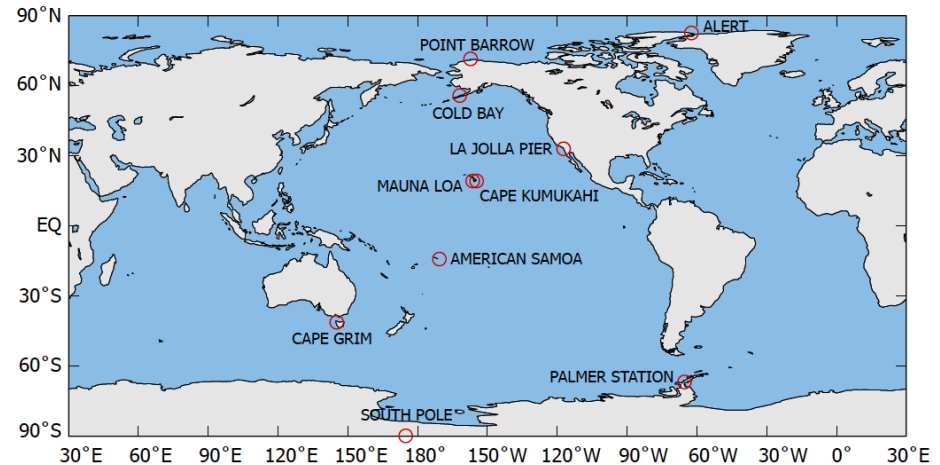 90°N
ALERT
POINT BARROW
60°N
COLD BAY
30°N
LA JOLLA PIER
MAUNA LOA
CAPE KUMUKAHI
EQ
AMERICAN SAMOA
30°S
CAPE GRIM
60°S
PALMER STATION
SOUTH POLE
90°S
30°E 60°E 90°E 120°E 150°E 180° 150°W 120°W 90°W 60°W 30°W 0° 30°E